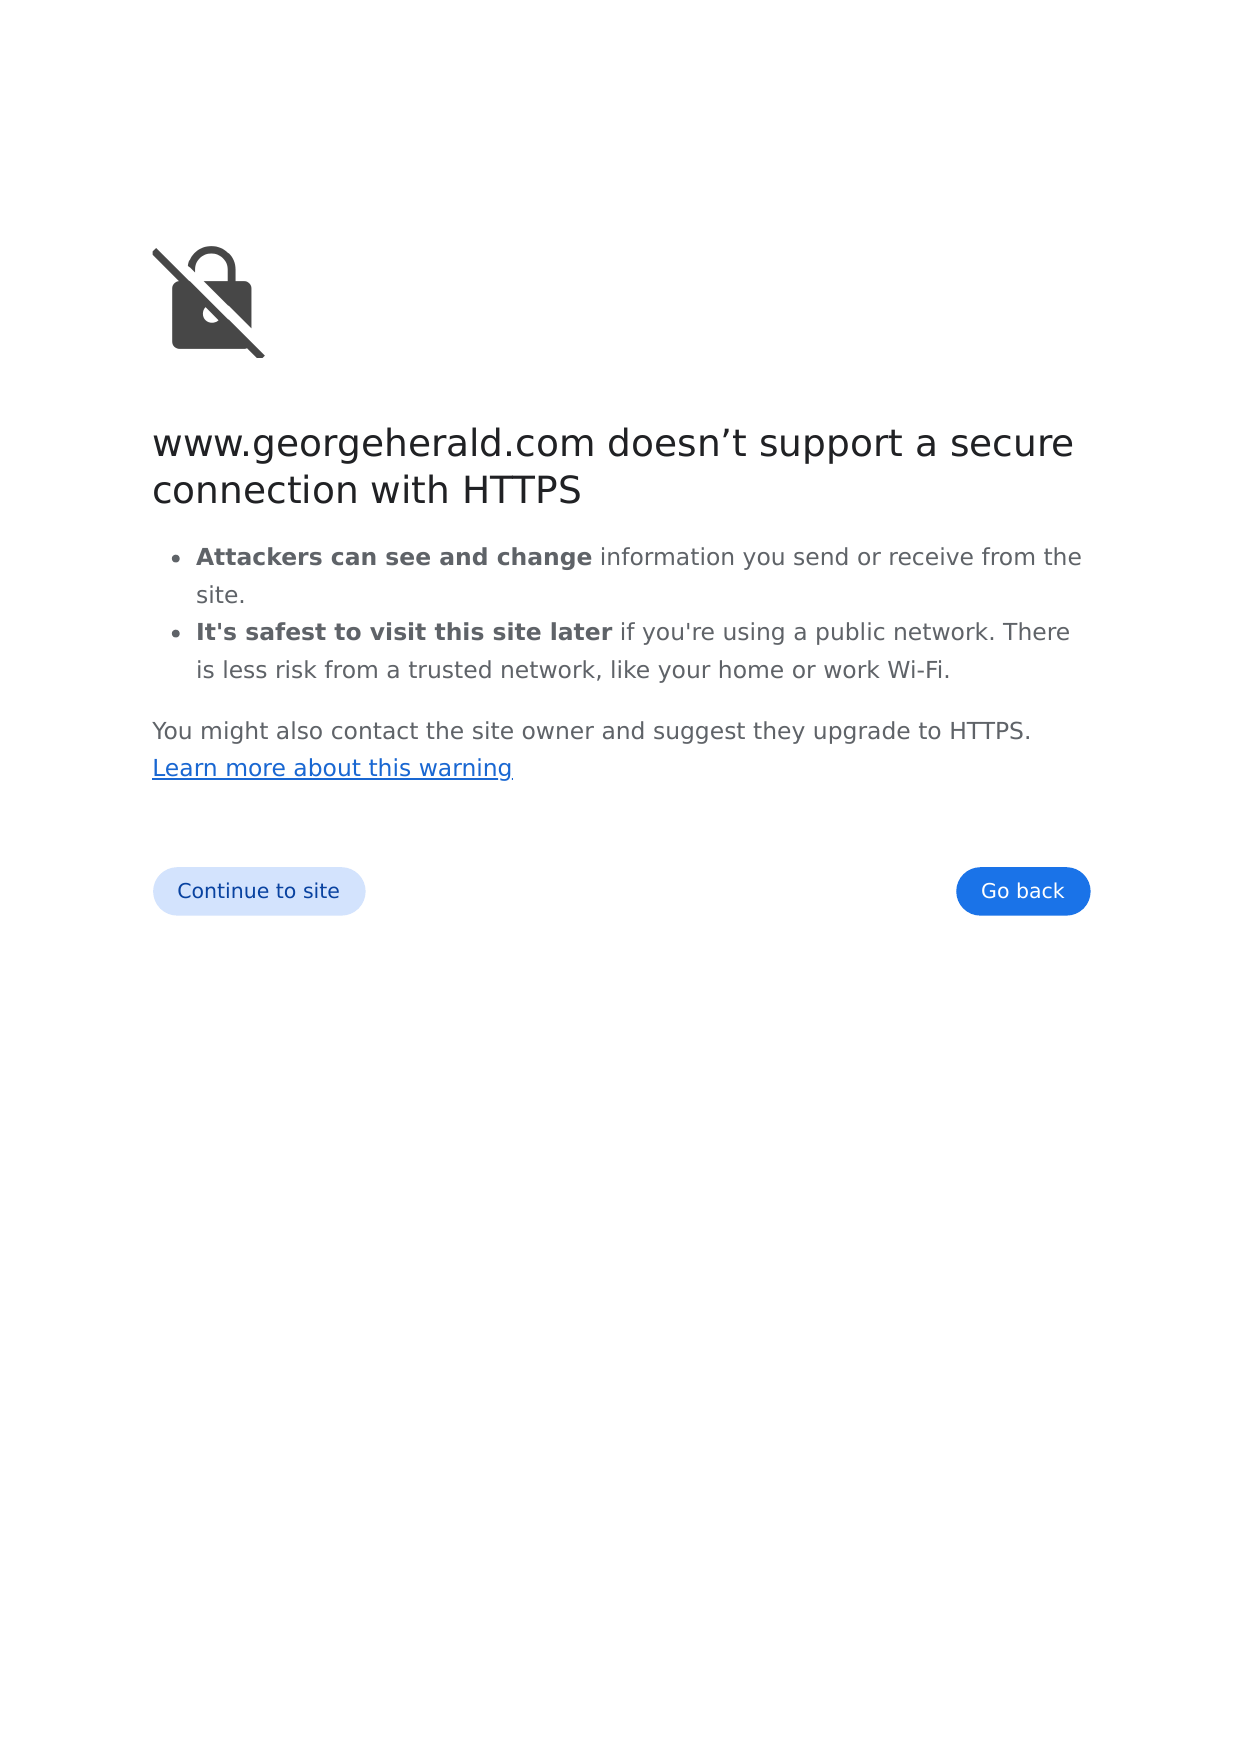 www.georgeherald.com doesn’t support a secure
connection with HTTPS
• Attackers can see and change information you send or receive from the
site.
• It's safest to visit this site later if you're using a public network. There
is less risk from a trusted network, like your home or work Wi-Fi.
You might also contact the site owner and suggest they upgrade to HTTPS.
Learn more about this warning
Continue to site
Go back